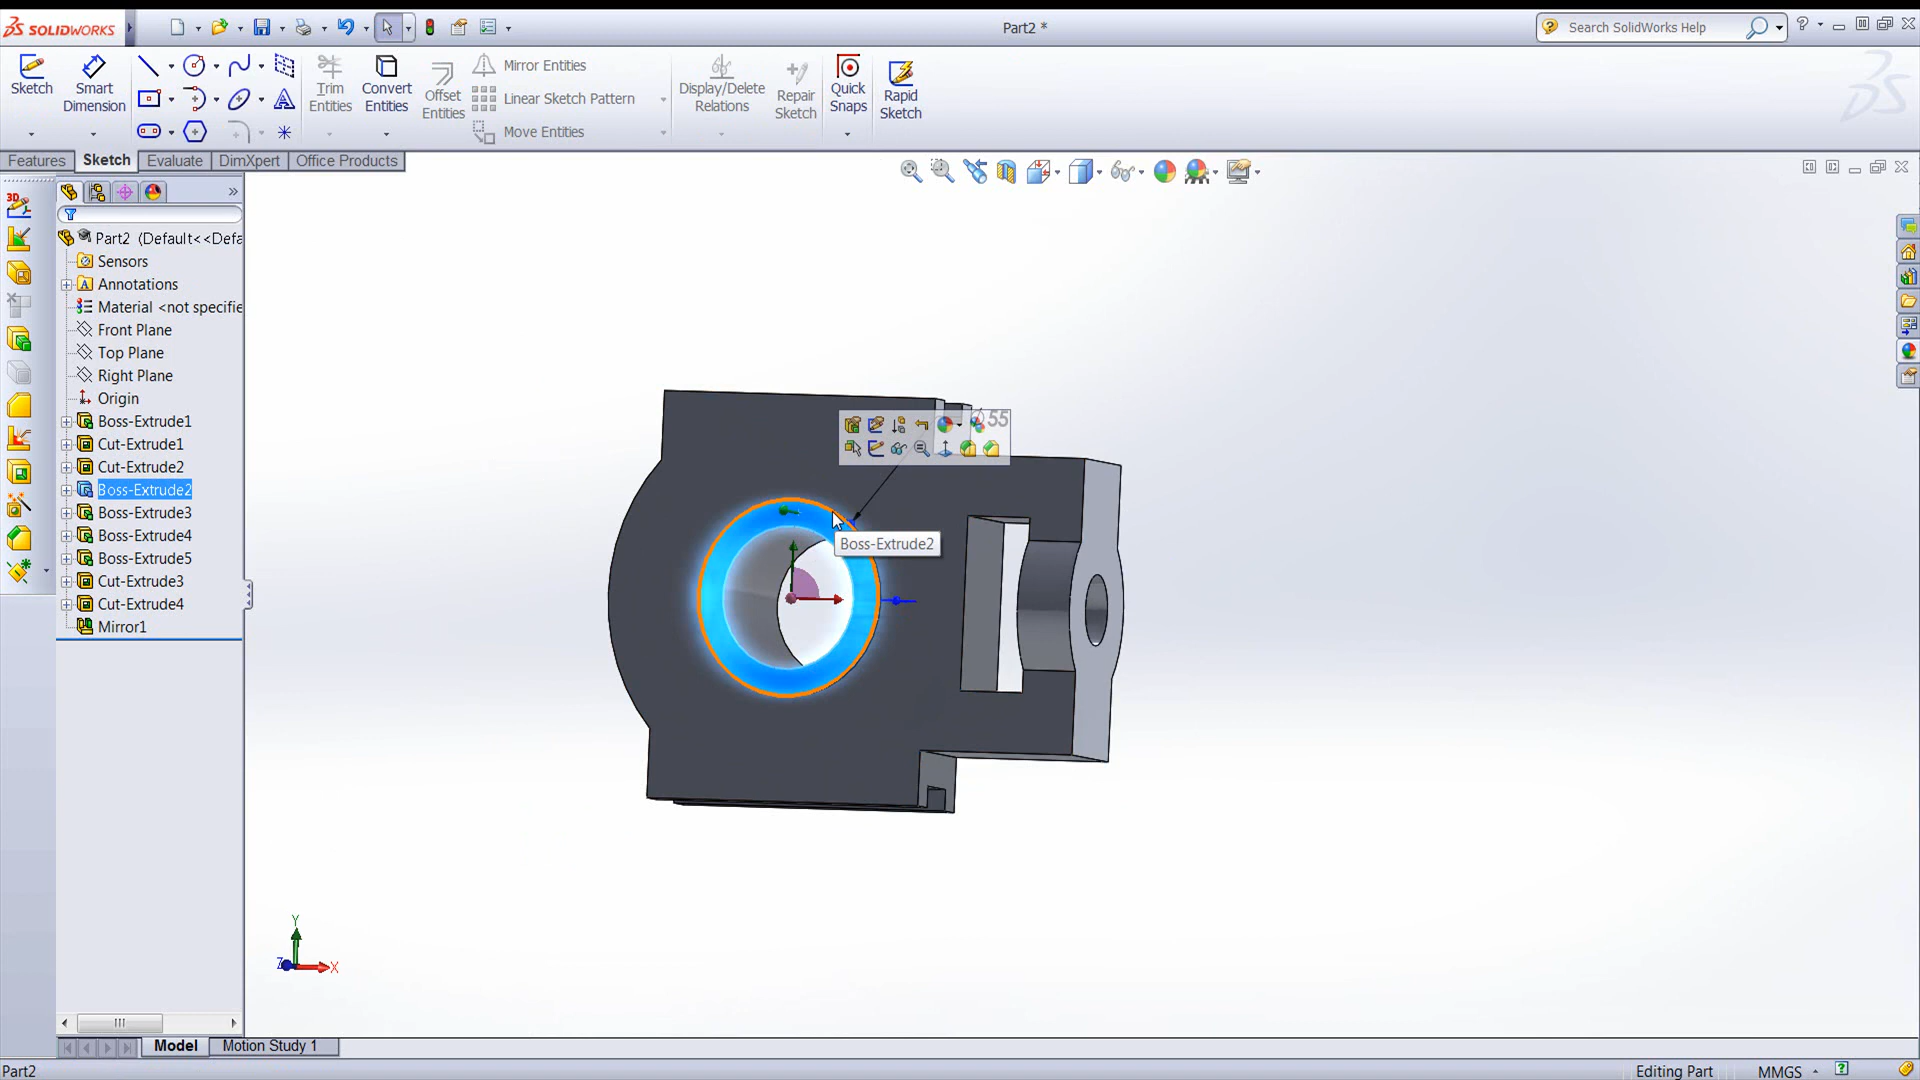 SOLIDWORKS
Part2 *
Search SolidWorks Help
Sketch
Smart Dimension
Trim Entities
Convert Entities
Offset Entities
Mirror Entities
Linear Sketch Pattern
Move Entities
Display/Delete Relations
Repair Sketch
Quick Snaps
Rapid Sketch
Features
Sketch
Evaluate
DimXpert
Office Products
3D
Part2 (Default<<Defa
Sensors
Annotations
Material <not specifie
Front Plane
Top Plane
Right Plane
Origin
Boss-Extrude1
Cut-Extrude1
Cut-Extrude2
Boss-Extrude2
Boss-Extrude3
Boss-Extrude4
Boss-Extrude5
Cut-Extrude3
Cut-Extrude4
Mirror1
55
Boss-Extrude2
Y
Z
X
Model
Motion Study 1
Part2
Editing Part
MMGS